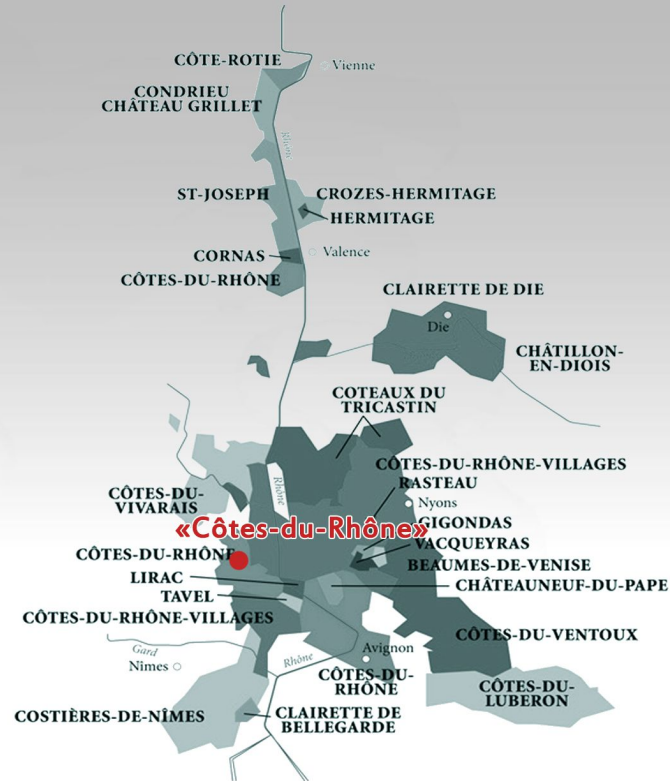 CÔTE-ROTIE
Vienne
CONDRIEU
CHÂTEAU GRILLET
Rhône
ST-JOSEPH
CROZES-HERMITAGE
HERMITAGE
CORNAS
Valence
CÔTES-DU-RHÔNE
CLAIRETTE DE DIE
Die
CHÂTILLON-
EN-DIOIS
COTEAUX DU
TRICASTIN
CÔTES-DU-RHÔNE-VILLAGES
RASTEAU
Rhône
CÔTES-DU-
VIVARAIS
Nyons
«Côtes-du-Rhône»
GIGONDAS
VACQUEYRAS
CÔTES-DU-RHÔNE
BEAUMES-DE-VENISE
LIRAC
CHÂTEAUNEUF-DU-PAPE
TAVEL
CÔTES-DU-RHÔNE-VILLAGES
CÔTES-DU-VENTOUX
Gard
Avignon
Rhône
Nîmes
CÔTES-DU-
RHÔNE
CÔTES-DU-
LUBERON
COSTIÈRES-DE-NÎMES
CLAIRETTE DE
BELLEGARDE